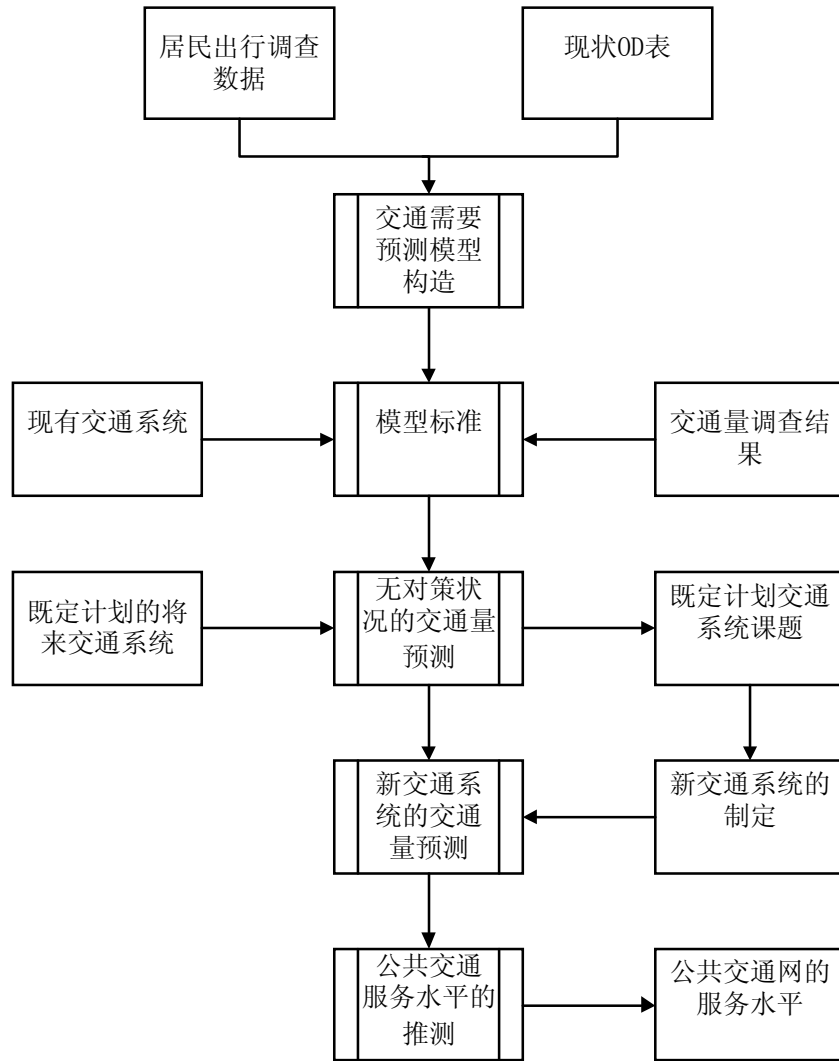 居民出行调查
数据
现状OD表
交通需要
预测模型
构造
现有交通系统
模型标准
交通量调查结
果
既定计划的将
来交通系统
无对策状
况的交通量
预测
既定计划交通
系统课题
新交通系
统的交通
量预测
新交通系统的
制定
公共交通
服务水平的
推测
公共交通网的
服务水平